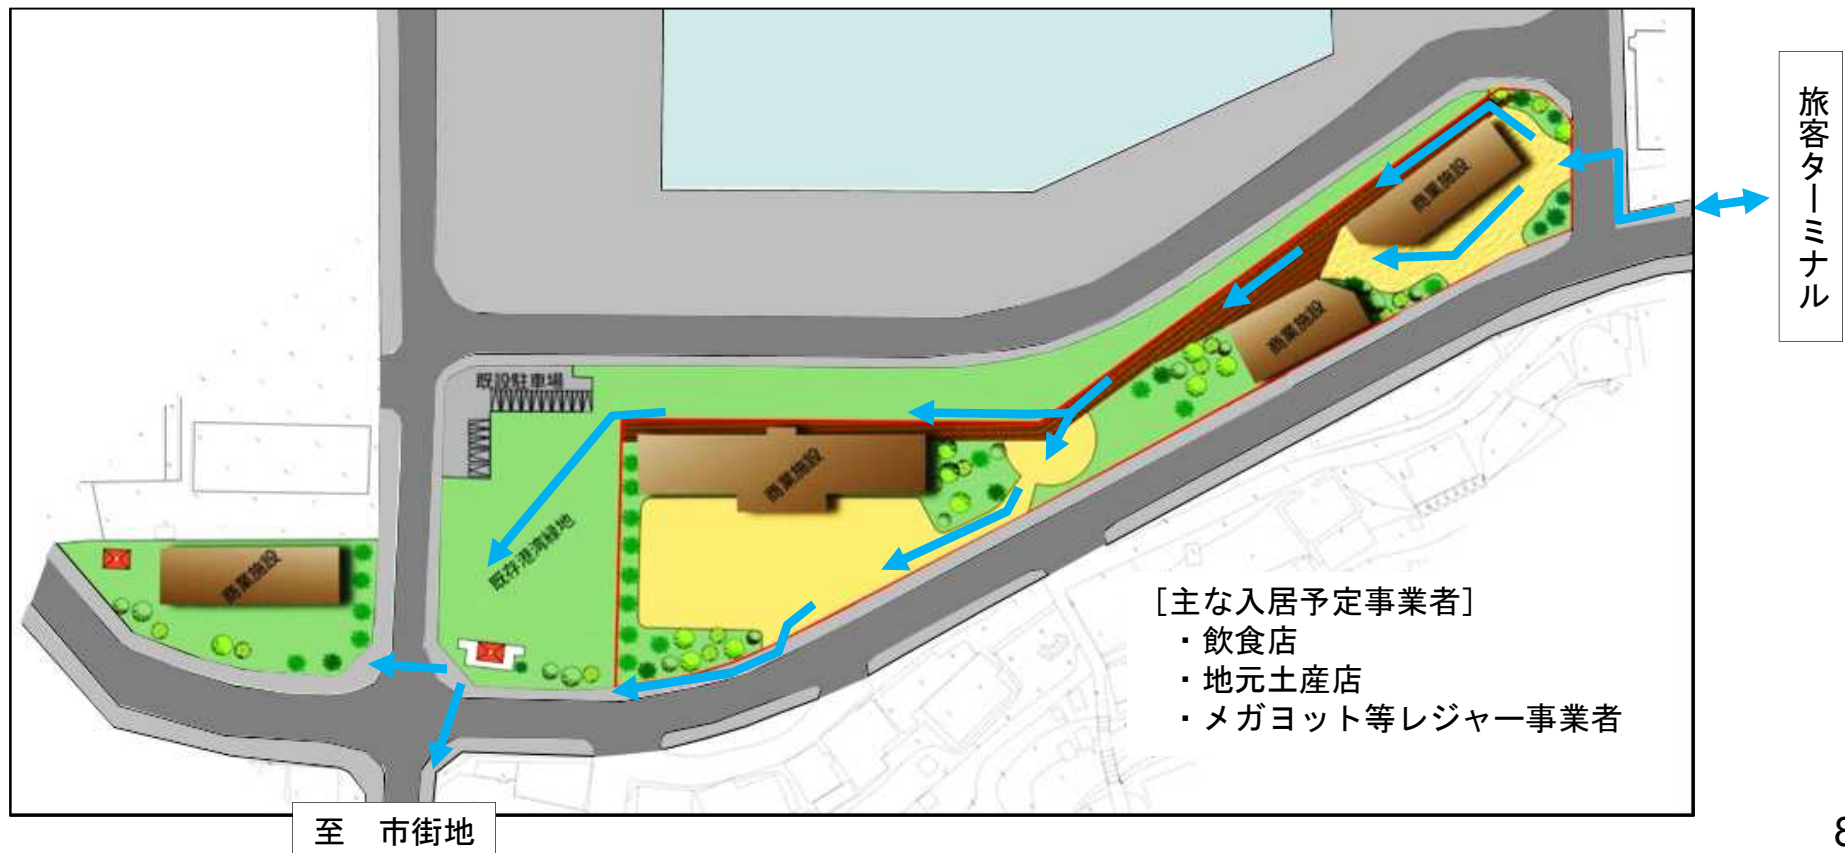 旅客ターミナル
商業施設
商業施設
既設駐車場
商業施設
既存港湾緑地
商業施設
［主な入居予定事業者］
・飲食店
・地元土産店
・メガヨット等レジャー事業者
至　市街地
8